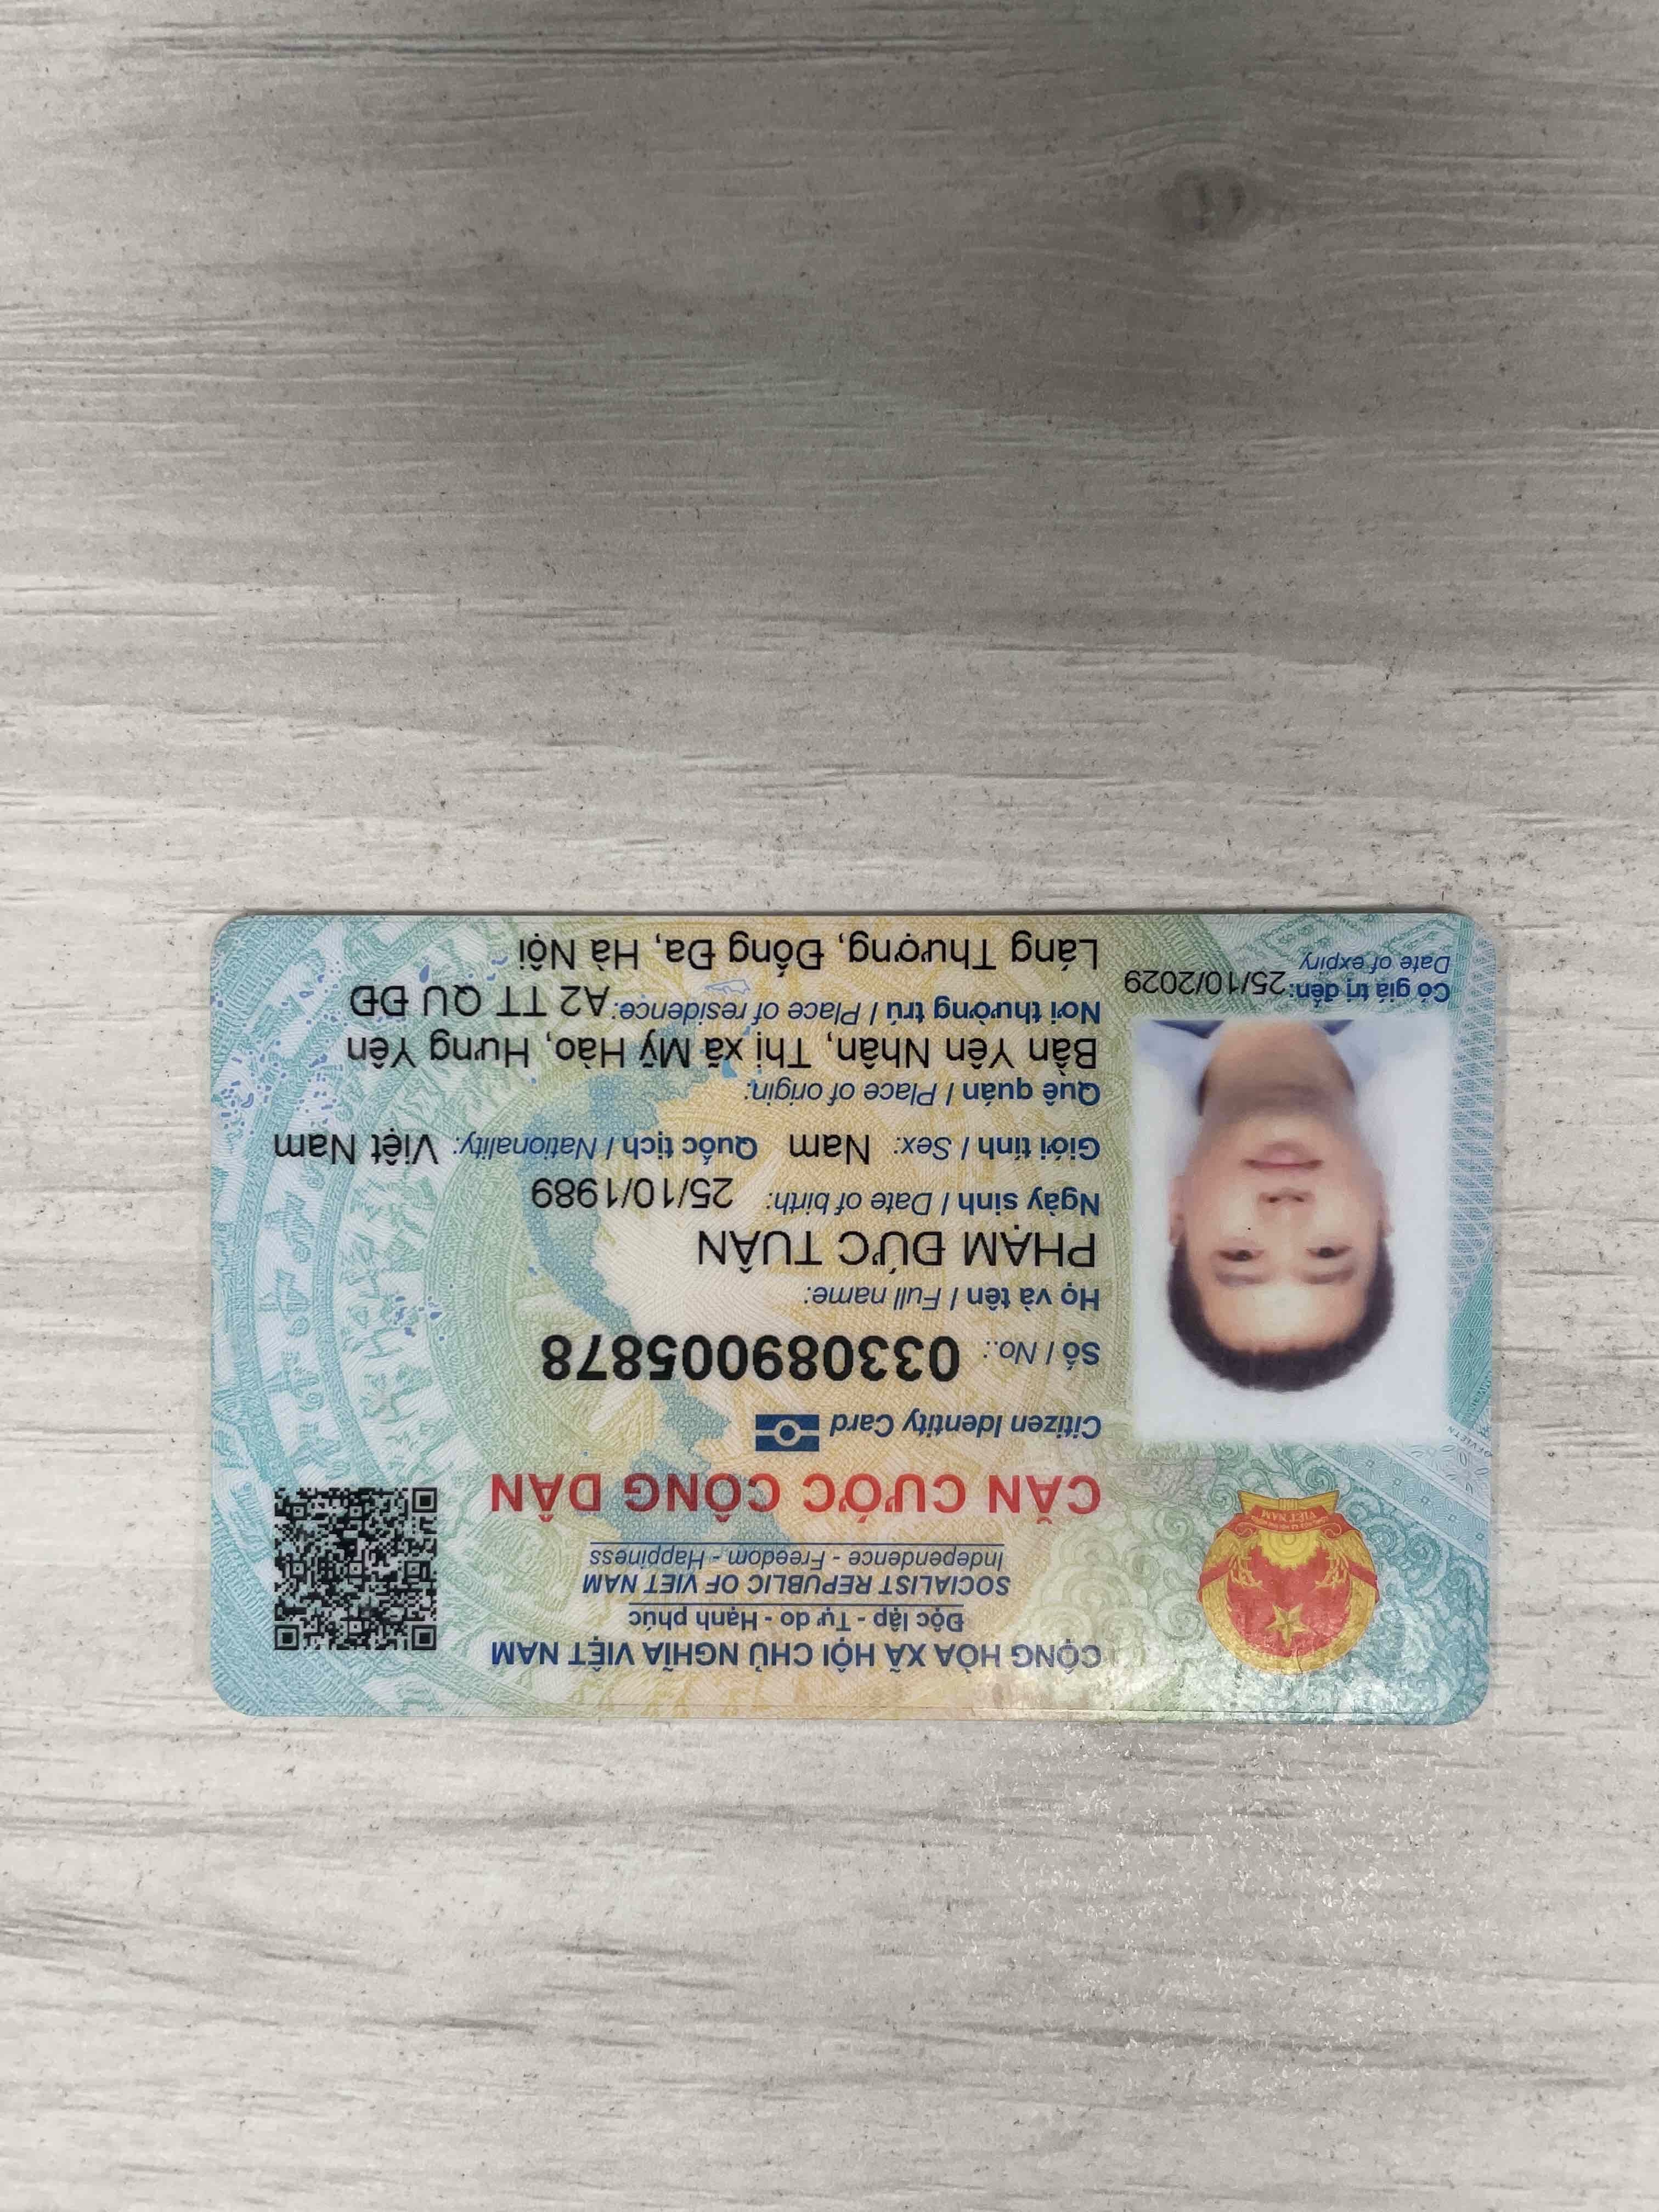 CỘNG HÒA XÃ HỘI CHỦ NGHĨA VIỆT NAM
Độc lập - Tự do - Hạnh phúc
SOCIALIST REPUBLIC OF VIET NAM
Independence - Freedom - Happiness
CĂN CƯỚC CÔNG DÂN
Citizen Identity Card
Số / No.: 033089005878
Họ và tên / Full name:
PHẠM ĐỨC TUÂN
Ngày sinh / Date of birth: 25/10/1989
Giới tính / Sex: Nam Quốc tịch / Nationality: Việt Nam
Quê quán / Place of origin:
Bần Yên Nhân, Thị xã Mỹ Hào, Hưng Yên
Nơi thường trú / Place of residence: A2 TT QU ĐĐ
Láng Thượng, Đống Đa, Hà Nội
Có giá trị đến: 25/10/2029
Date of expiry